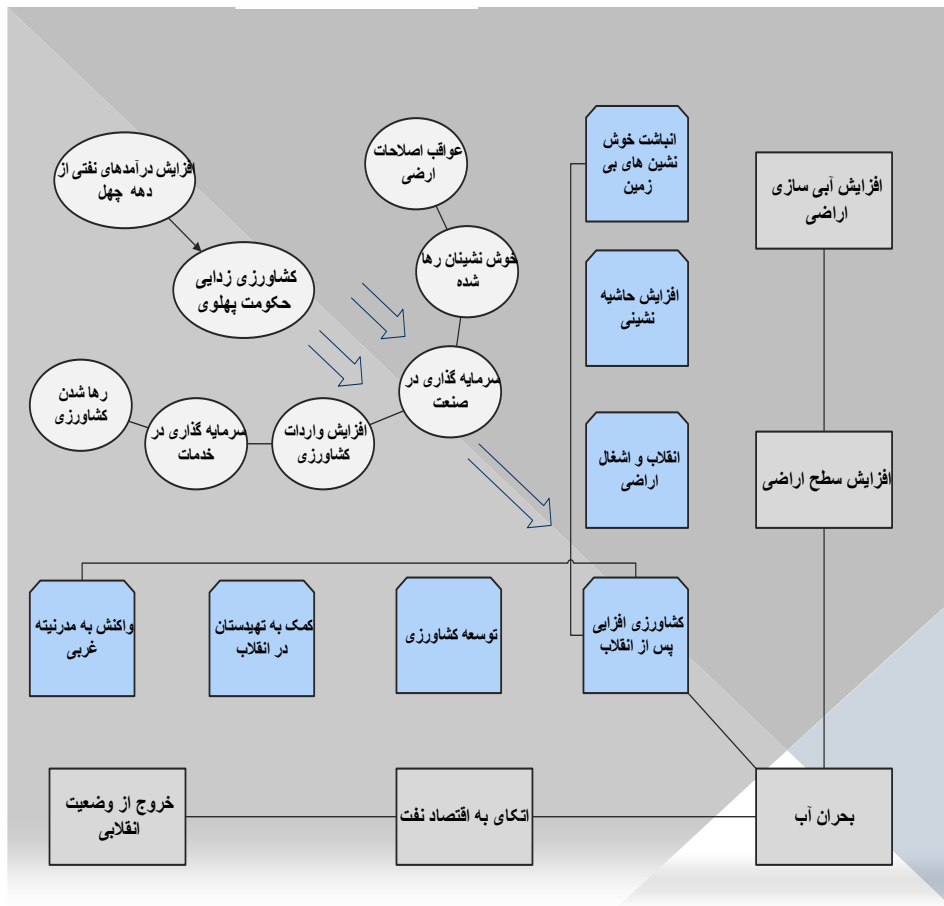 انباشت خوش
نشین های بی
زمین
عواقب اصلاحات
ارضی
افزایش درآمدهای نفتی از
دهه چهل
افزایش آبی سازی
اراضی
خوش نشینان رها
شده
کشاورزی زدایی
حکومت پهلوی
افزایش حاشیه
نشینی
سرمایه گذاری در
صنعت
رها شدن
کشاورزی
سرمایه گذاری در
خدمات
افزایش واردات
کشاورزی
انقلاب و اشغال
اراضی
افزایش سطح اراضی
کشاورزی افزایی
پس از انقلاب
توسعه کشاورزی
کمک به تهیدستان
در انقلاب
واکنش به مدرنیته
غربی
بحران آب
اتکای به اقتصاد نفت
خروج از وضعیت
انقلابی